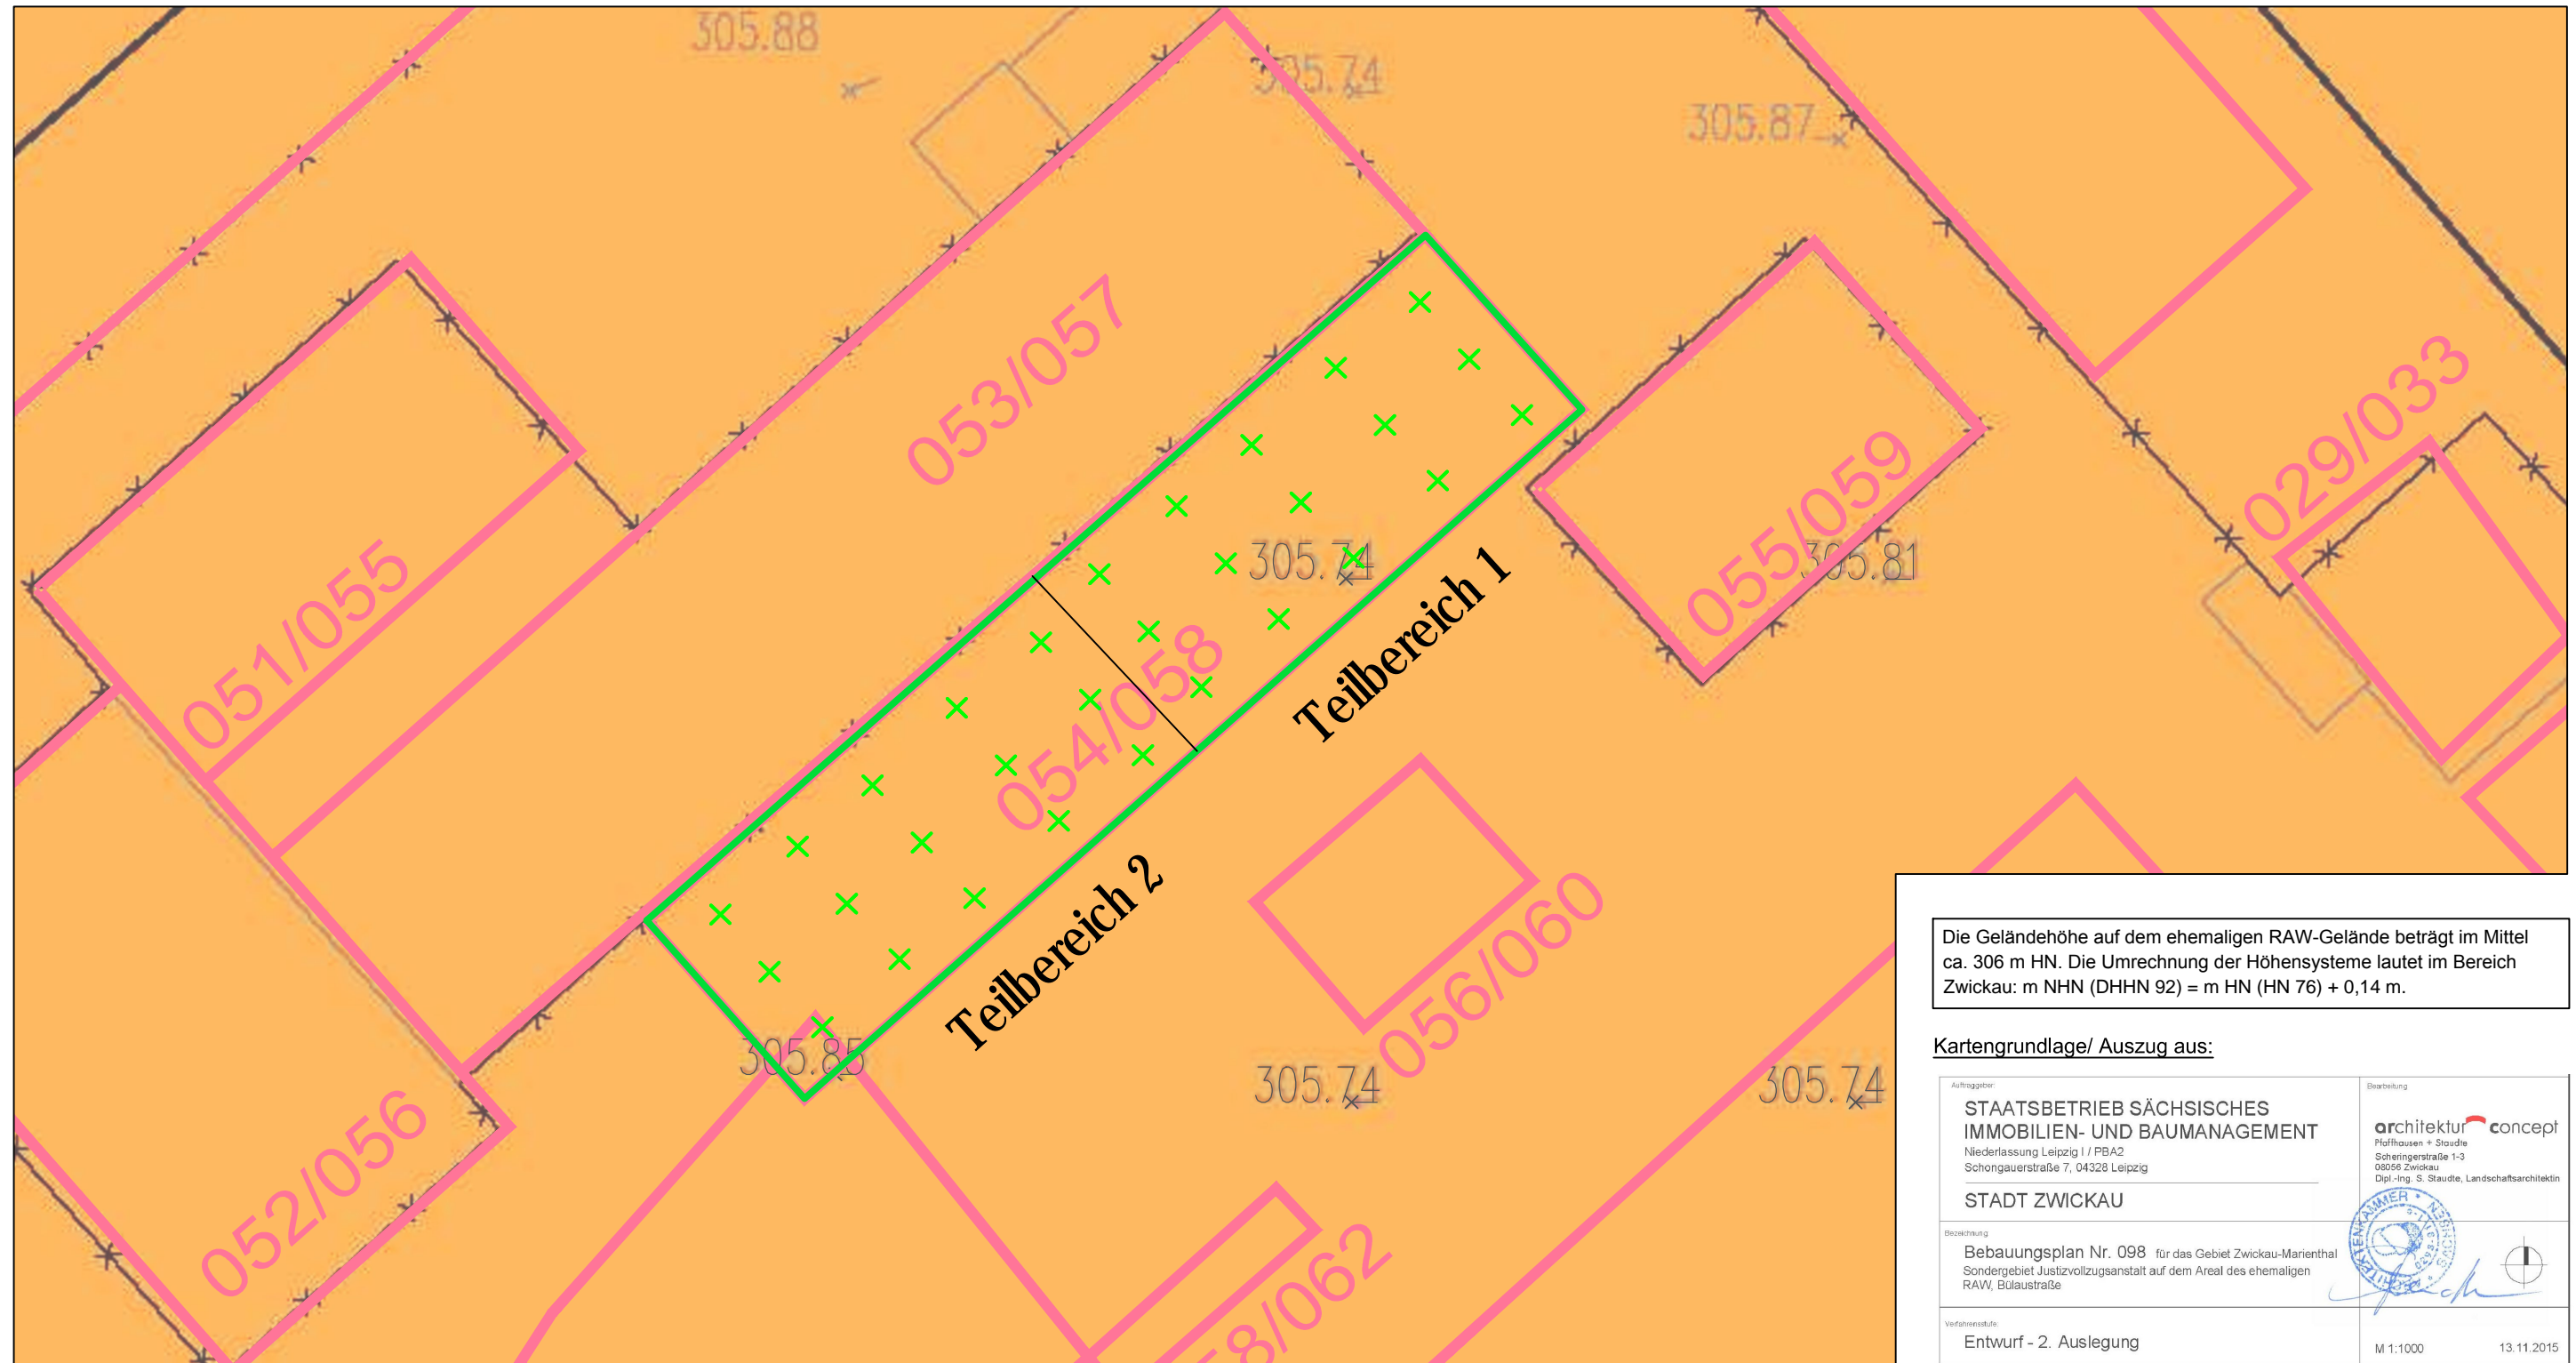 305.88
305.74
305.87
053/057
029/033
051/055
305.74
055/059
305.81
Teilbereich 1
054/058
Teilbereich 2
056/060
305.85
305.74
305.74
052/056
8/062
Die Geländehöhe auf dem ehemaligen RAW-Gelände beträgt im Mittel
ca. 306 m HN. Die Umrechnung der Höhensysteme lautet im Bereich
Zwickau: m NHN (DHHN 92) = m HN (HN 76) + 0,14 m.
Kartengrundlage/ Auszug aus:
Auftraggeber:
STAATSBETRIEB SÄCHSISCHES
IMMOBILIEN- UND BAUMANAGEMENT
Niederlassung Leipzig I / PBA2
Schongauerstraße 7, 04328 Leipzig
STADT ZWICKAU
Bearbeitung
architektur concept
Pfaffhausen + Staudte
Scheringerstraße 1-3
08056 Zwickau
Dipl.-Ing. S. Staudte, Landschaftsarchitektin
Bezeichnung
Bebauungsplan Nr. 098 für das Gebiet Zwickau-Marienthal
Sondergebiet Justizvollzugsanstalt auf dem Areal des ehemaligen
RAW, Bülaustraße
Verfahrensstufe:
Entwurf - 2. Auslegung
M 1:1000
13.11.2015